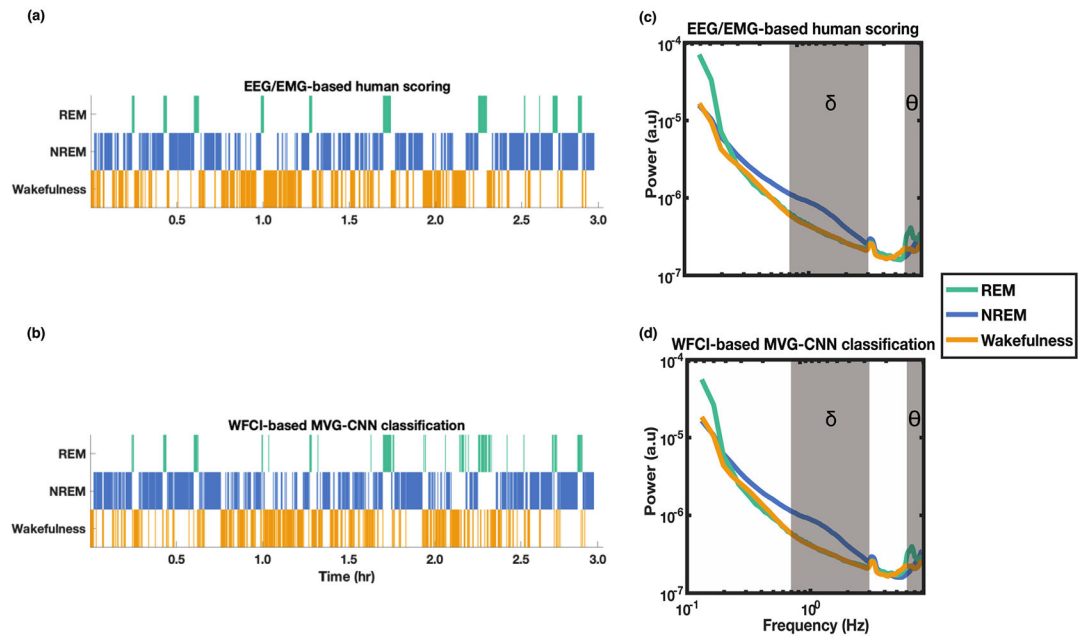 (a)
EEG/EMG-based human scoring
REM
NREM
Wakefulness
0.5
1.0
1.5
2.0
2.5
3.0
(b)
WFCI-based MVG-CNN classification
REM
NREM
Wakefulness
0.5
1.0
1.5
2.0
2.5
3.0
Time (hr)
(c)
EEG/EMG-based human scoring
10-4
10-5
10-6
10-7
Power (a.u)
δ
θ
(d)
WFCI-based MVG-CNN classification
10-4
10-5
10-6
10-7
Power (a.u)
δ
θ
10-1
100
Frequency (Hz)
REM
NREM
Wakefulness